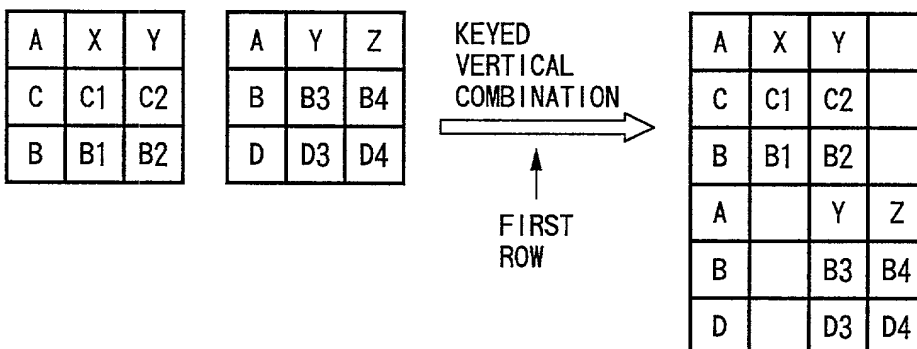 A X Y
C C1 C2
B B1 B2
A Y Z
B B3 B4
D D3 D4
KEYED
VERTICAL
COMBINATION
FIRST
ROW
A X Y
C C1 C2
B B1 B2
A Y Z
B B3 B4
D D3 D4